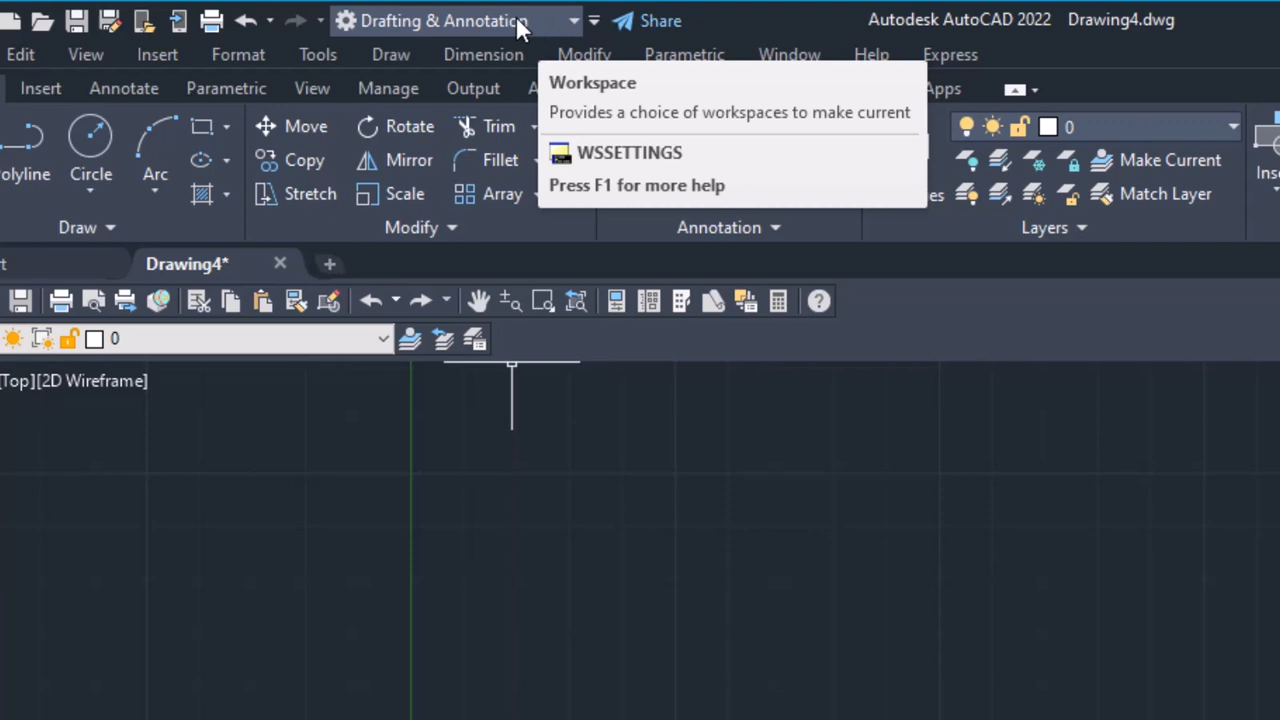 Drafting & Annotation
Share
Autodesk AutoCAD 2022 Drawing4.dwg
Edit View Insert Format Tools Draw Dimension Modify Parametric Window Help Express
Insert Annotate Parametric View Manage Output
Workspace
Provides a choice of workspaces to make current
WSSETTINGS
Press F1 for more help
Circle
Arc
Move Rotate Trim
Copy Mirror Fillet
Stretch Scale Array
0
Make Current
Match Layer
Draw Modify Annotation Layers
Drawing4*
0
[Top][2D Wireframe]